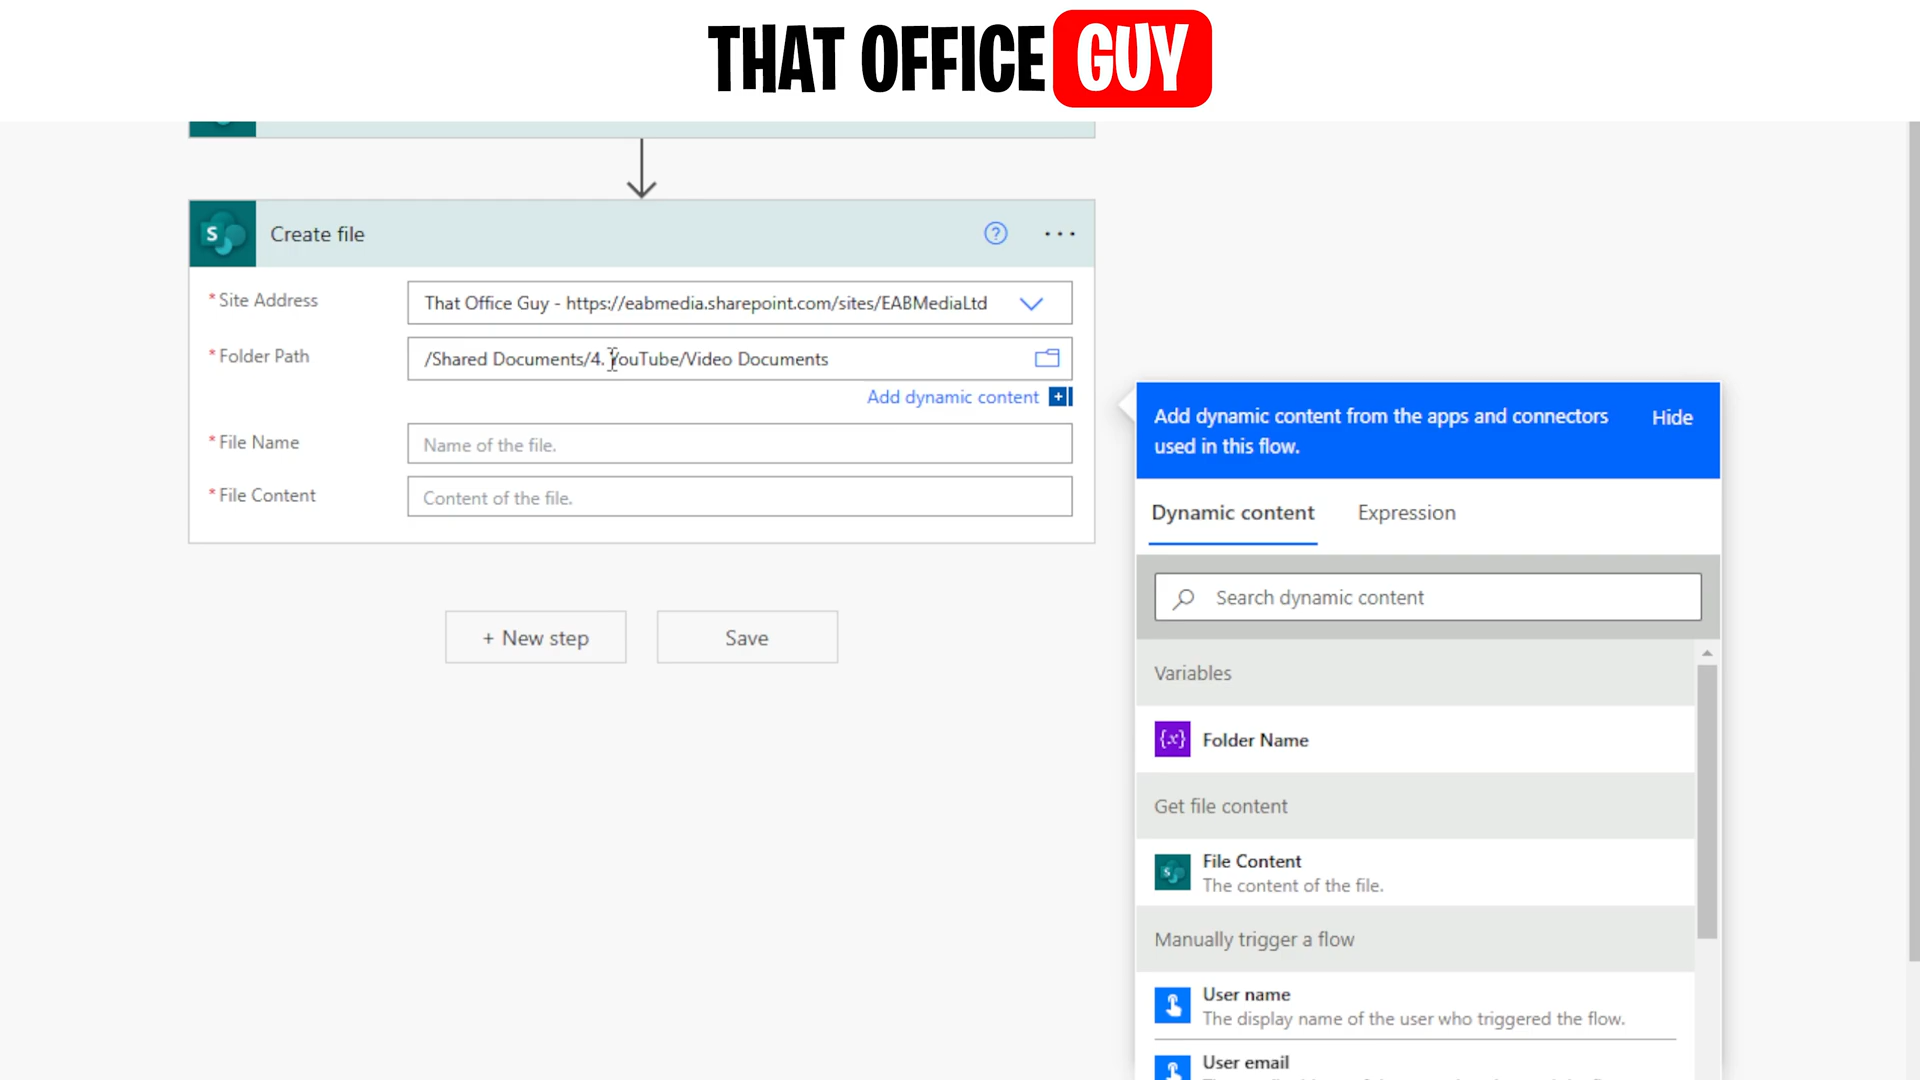 THAT OFFICE GUY
Create file
?
* Site Address
That Office Guy - https://eabmedia.sharepoint.com/sites/EABMediaLtd
* Folder Path
/Shared Documents/4. YouTube/Video Documents
Add dynamic content
* File Name
Name of the file.
* File Content
Content of the file.
+ New step
Save
Add dynamic content from the apps and connectors
used in this flow.
Hide
Dynamic content
Expression
Search dynamic content
Variables
{x}
Folder Name
Get file content
File Content
The content of the file.
Manually trigger a flow
User name
The display name of the user who triggered the flow.
User email